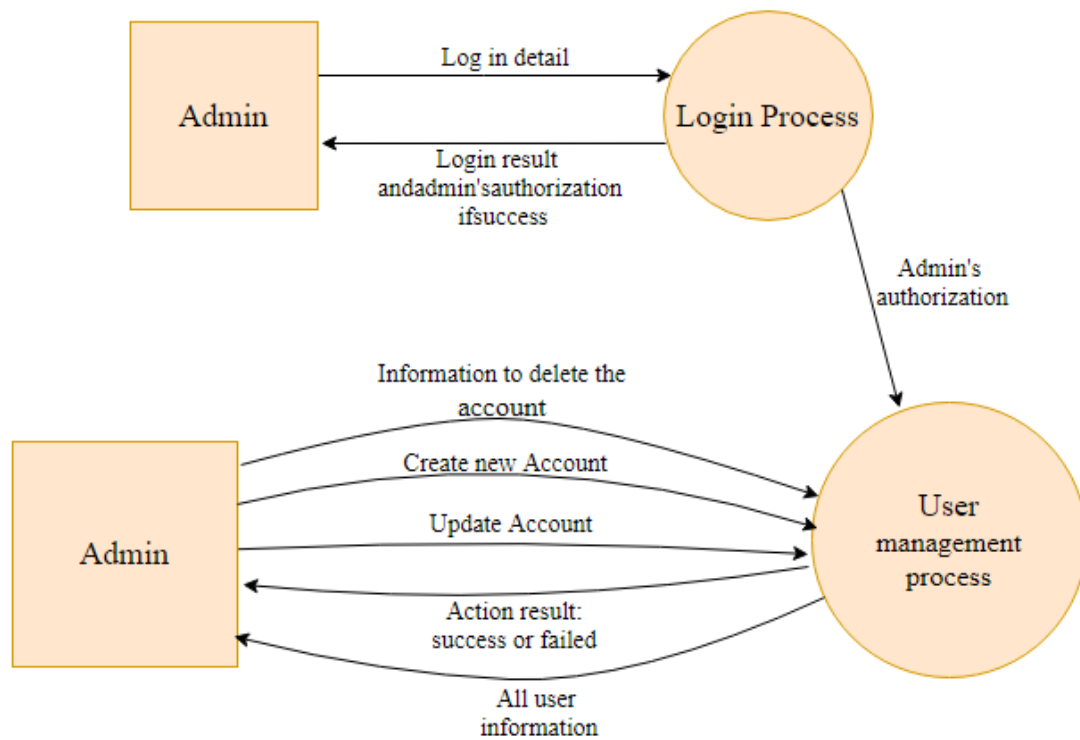 Log in detail
Admin
Login Process
Login result
andadmin'sauthorization
ifsuccess
Admin's
authorization
Information to delete the
account
Create new Account
Update Account
Admin
User
management
process
Action result:
success or failed
All user
information